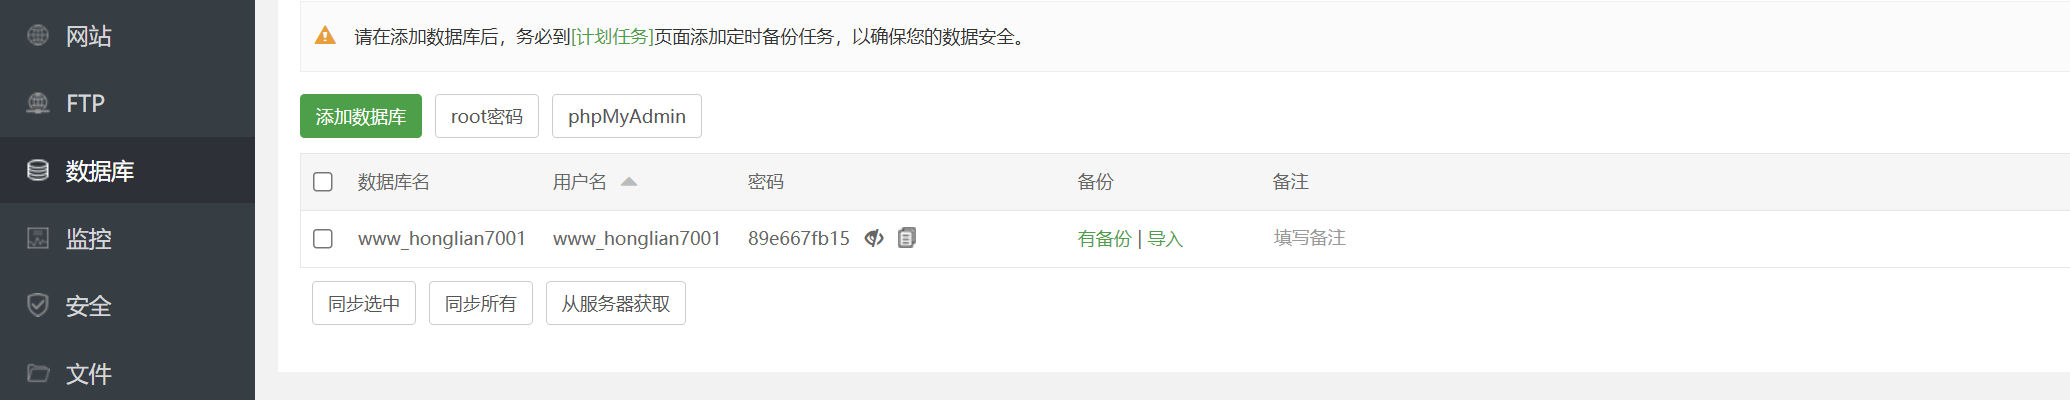 网站
FTP
数据库
监控
安全
文件
请在添加数据库后，务必到[计划任务]页面添加定时备份任务，以确保您的数据安全。
添加数据库 root密码 phpMyAdmin
数据库名 用户名 密码 备份 备注
www_honglian7001 www_honglian7001 89e667fb15 有备份 | 导入 填写备注
同步选中 同步所有 从服务器获取